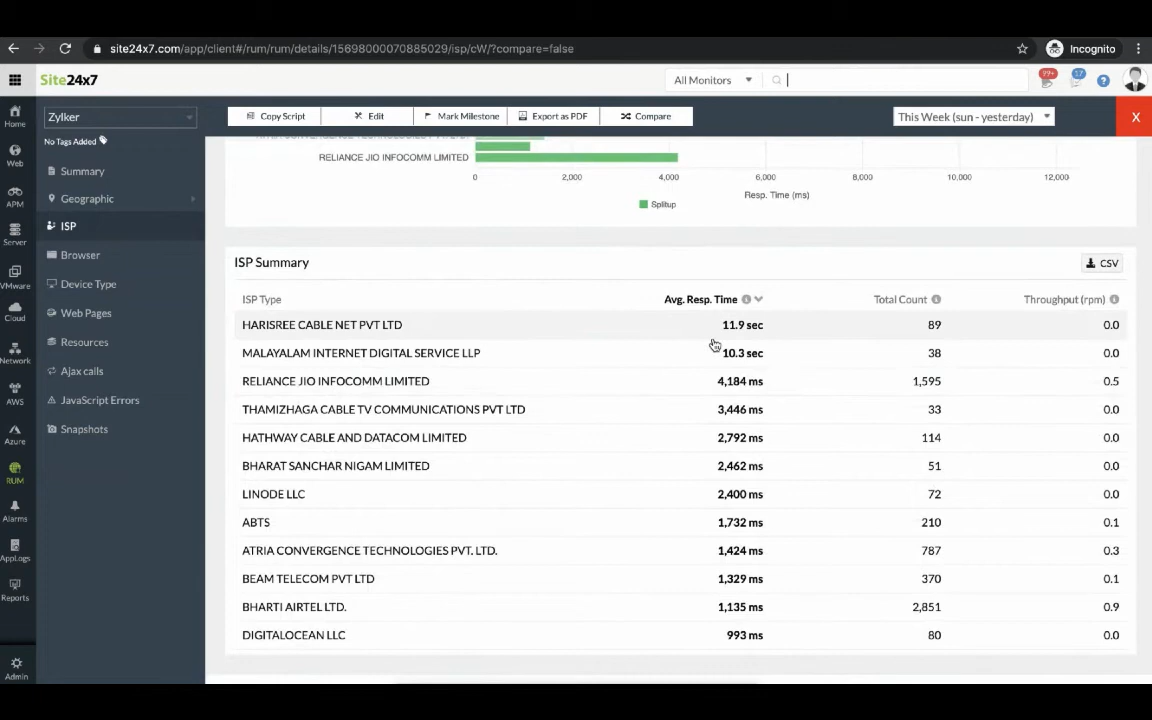 site24x7.com/app/client#/rum/rum/details/15698000070885029/isp/cW/?compare=false
Incognito
Site24x7
All Monitors
99+
17
Zylker
Copy Script
Edit
Mark Milestone
Export as PDF
Compare
This Week (sun - yesterday)
X
No Tags Added
Home
Web
APM
Server
VMware
Cloud
Network
AWS
Azure
RUM
Alarms
AppLogs
Reports
Admin
Summary
Geographic
ISP
Browser
Device Type
Web Pages
Resources
Ajax calls
JavaScript Errors
Snapshots
RELIANCE JIO INFOCOMM LIMITED
0 2,000 4,000 6,000 8,000 10,000 12,000
Resp. Time (ms)
Splitup
ISP Summary
CSV
ISP Type Avg. Resp. Time Total Count Throughput (rpm)
HARISREE CABLE NET PVT LTD 11.9 sec 89 0.0
MALAYALAM INTERNET DIGITAL SERVICE LLP 10.3 sec 38 0.0
RELIANCE JIO INFOCOMM LIMITED 4,184 ms 1,595 0.5
THAMIZHAGA CABLE TV COMMUNICATIONS PVT LTD 3,446 ms 33 0.0
HATHWAY CABLE AND DATACOM LIMITED 2,792 ms 114 0.0
BHARAT SANCHAR NIGAM LIMITED 2,462 ms 51 0.0
LINODE LLC 2,400 ms 72 0.0
ABTS 1,732 ms 210 0.1
ATRIA CONVERGENCE TECHNOLOGIES PVT. LTD. 1,424 ms 787 0.3
BEAM TELECOM PVT LTD 1,329 ms 370 0.1
BHARTI AIRTEL LTD. 1,135 ms 2,851 0.9
DIGITALOCEAN LLC 993 ms 80 0.0